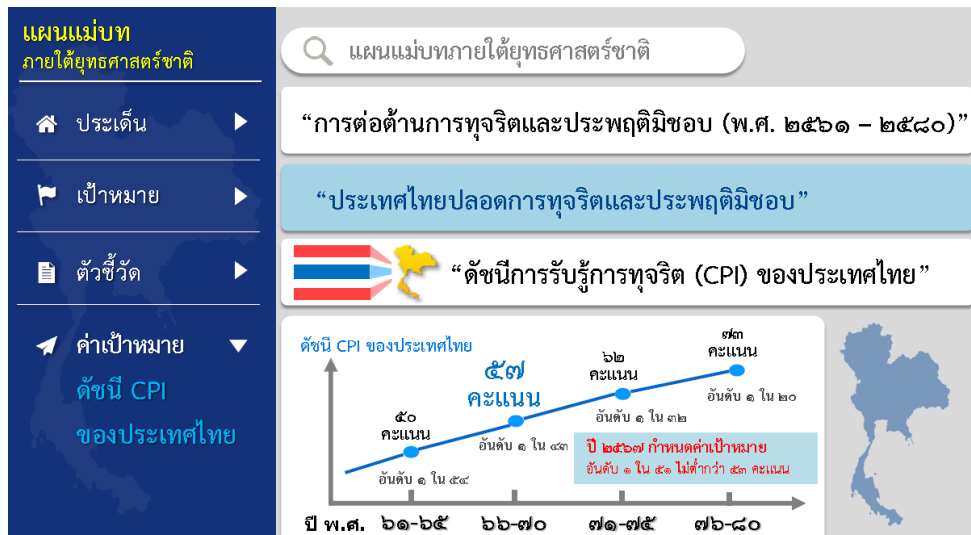 แผนแม่บท
ภายใต้ยุทธศาสตร์ชาติ
ประเด็น
เป้าหมาย
ตัวชี้วัด
ค่าเป้าหมาย
ดัชนี CPI
ของประเทศไทย
แผนแม่บทภายใต้ยุทธศาสตร์ชาติ
“การต่อต้านการทุจริตและประพฤติมิชอบ (พ.ศ. ๒๕๖๑ – ๒๕๘๐)”
“ประเทศไทยปลอดการทุจริตและประพฤติมิชอบ”
“ดัชนีการรับรู้การทุจริต (CPI) ของประเทศไทย”
ดัชนี CPI ของประเทศไทย
๕๐
คะแนน
อันดับ ๑ ใน ๕๔
๕๗
คะแนน
อันดับ ๑ ใน ๔๓
๖๒
คะแนน
อันดับ ๑ ใน ๓๒
๗๓
คะแนน
อันดับ ๑ ใน ๒๐
ปี ๒๕๖๗ กำหนดค่าเป้าหมาย
อันดับ ๑ ใน ๕๑ ไม่ต่ำกว่า ๕๓ คะแนน
ปี พ.ศ. ๖๑-๖๕ ๖๖-๗๐ ๗๑-๗๕ ๗๖-๘๐